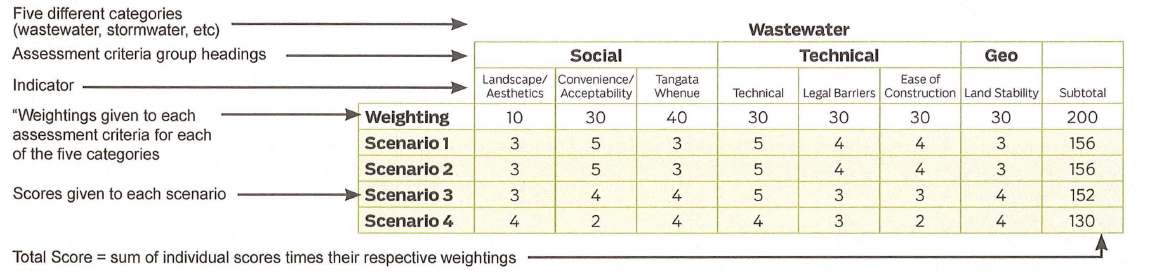 Five different categories
(wastewater, stormwater, etc)
Wastewater
Assessment criteria group headings
Social Technical Geo
Indicator
Landscape/ Aesthetics Convenience/ Acceptability Tangata Whenue Technical Legal Barriers Ease of Construction Land Stability Subtotal
"Weightings given to each
assessment criteria for each
of the five categories
Weighting 10 30 40 30 30 30 30 200
Scenario 1 3 5 3 5 4 4 3 156
Scenario 2 3 5 3 5 4 4 3 156
Scores given to each scenario
Scenario 3 3 4 4 5 3 3 4 152
Scenario 4 4 2 4 4 3 2 4 130
Total Score = sum of individual scores times their respective weightings